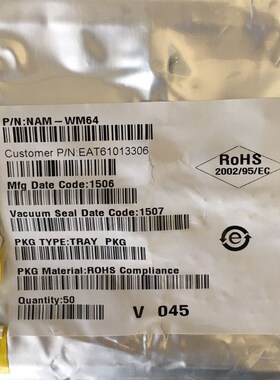 P/N:NAM-WM64
Customer P/N:EAT61013306
RoHS
2002/95/EC
Mfg Date Code:1506
Vacuum Seal Date Code:1507
PKG TYPE:TRAY PKG
PKG Material:ROHS Compliance
Quantity:50
V 045
e